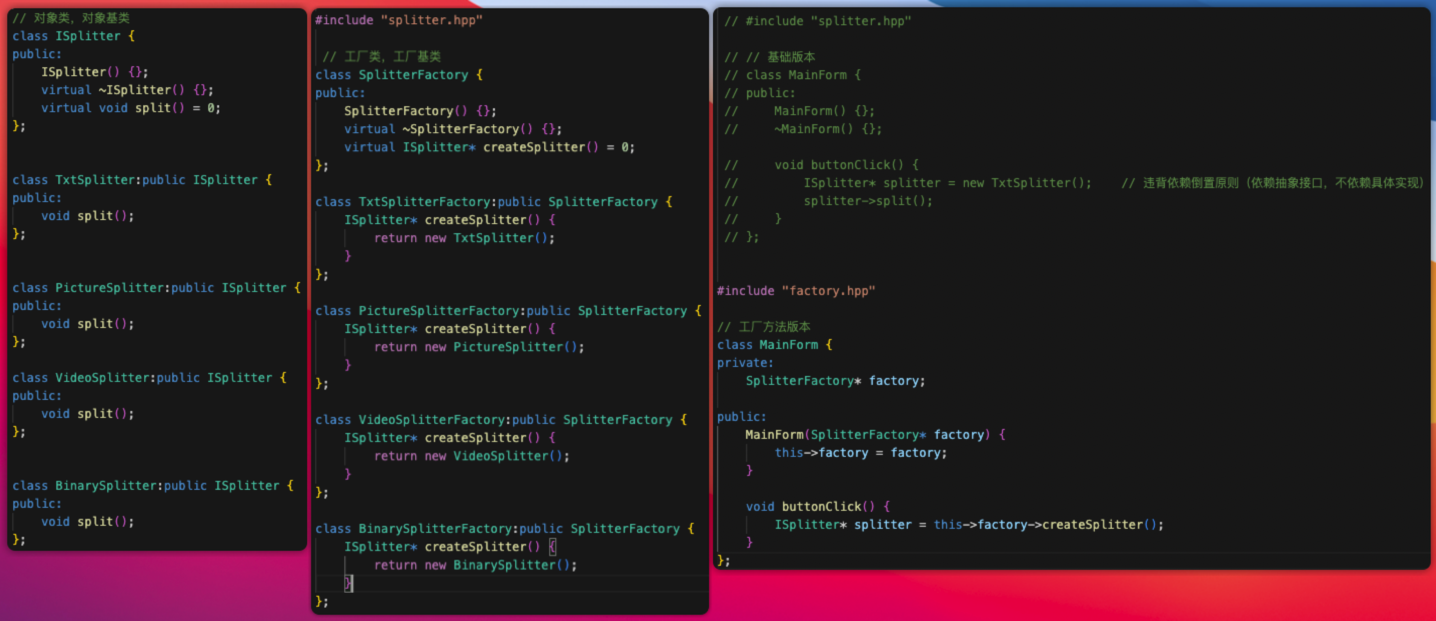 // 对象类，对象基类
class ISplitter {
public:
    ISplitter() {};
    virtual ~ISplitter() {};
    virtual void split() = 0;
};
class TxtSplitter:public ISplitter {
public:
    void split();
};
class PictureSplitter:public ISplitter {
public:
    void split();
};
class VideoSplitter:public ISplitter {
public:
    void split();
};
class BinarySplitter:public ISplitter {
public:
    void split();
};
#include "splitter.hpp"
// 工厂类，工厂基类
class SplitterFactory {
public:
    SplitterFactory() {};
    virtual ~SplitterFactory() {};
    virtual ISplitter* createSplitter() = 0;
};
class TxtSplitterFactory:public SplitterFactory {
    ISplitter* createSplitter() {
        return new TxtSplitter();
    }
};
class PictureSplitterFactory:public SplitterFactory {
    ISplitter* createSplitter() {
        return new PictureSplitter();
    }
};
class VideoSplitterFactory:public SplitterFactory {
    ISplitter* createSplitter() {
        return new VideoSplitter();
    }
};
class BinarySplitterFactory:public SplitterFactory {
    ISplitter* createSplitter() {
        return new BinarySplitter();
    }
};
// #include "splitter.hpp"
// // 基础版本
// class MainForm {
// public:
//     MainForm() {};
//     ~MainForm() {};
//     void buttonClick() {
//         ISplitter* splitter = new TxtSplitter();    // 违背依赖倒置原则（依赖抽象接口，不依赖具体实现）
//         splitter->split();
//     }
// };
#include "factory.hpp"
// 工厂方法版本
class MainForm {
private:
    SplitterFactory* factory;
public:
    MainForm(SplitterFactory* factory) {
        this->factory = factory;
    }
    void buttonClick() {
        ISplitter* splitter = this->factory->createSplitter();
    }
};